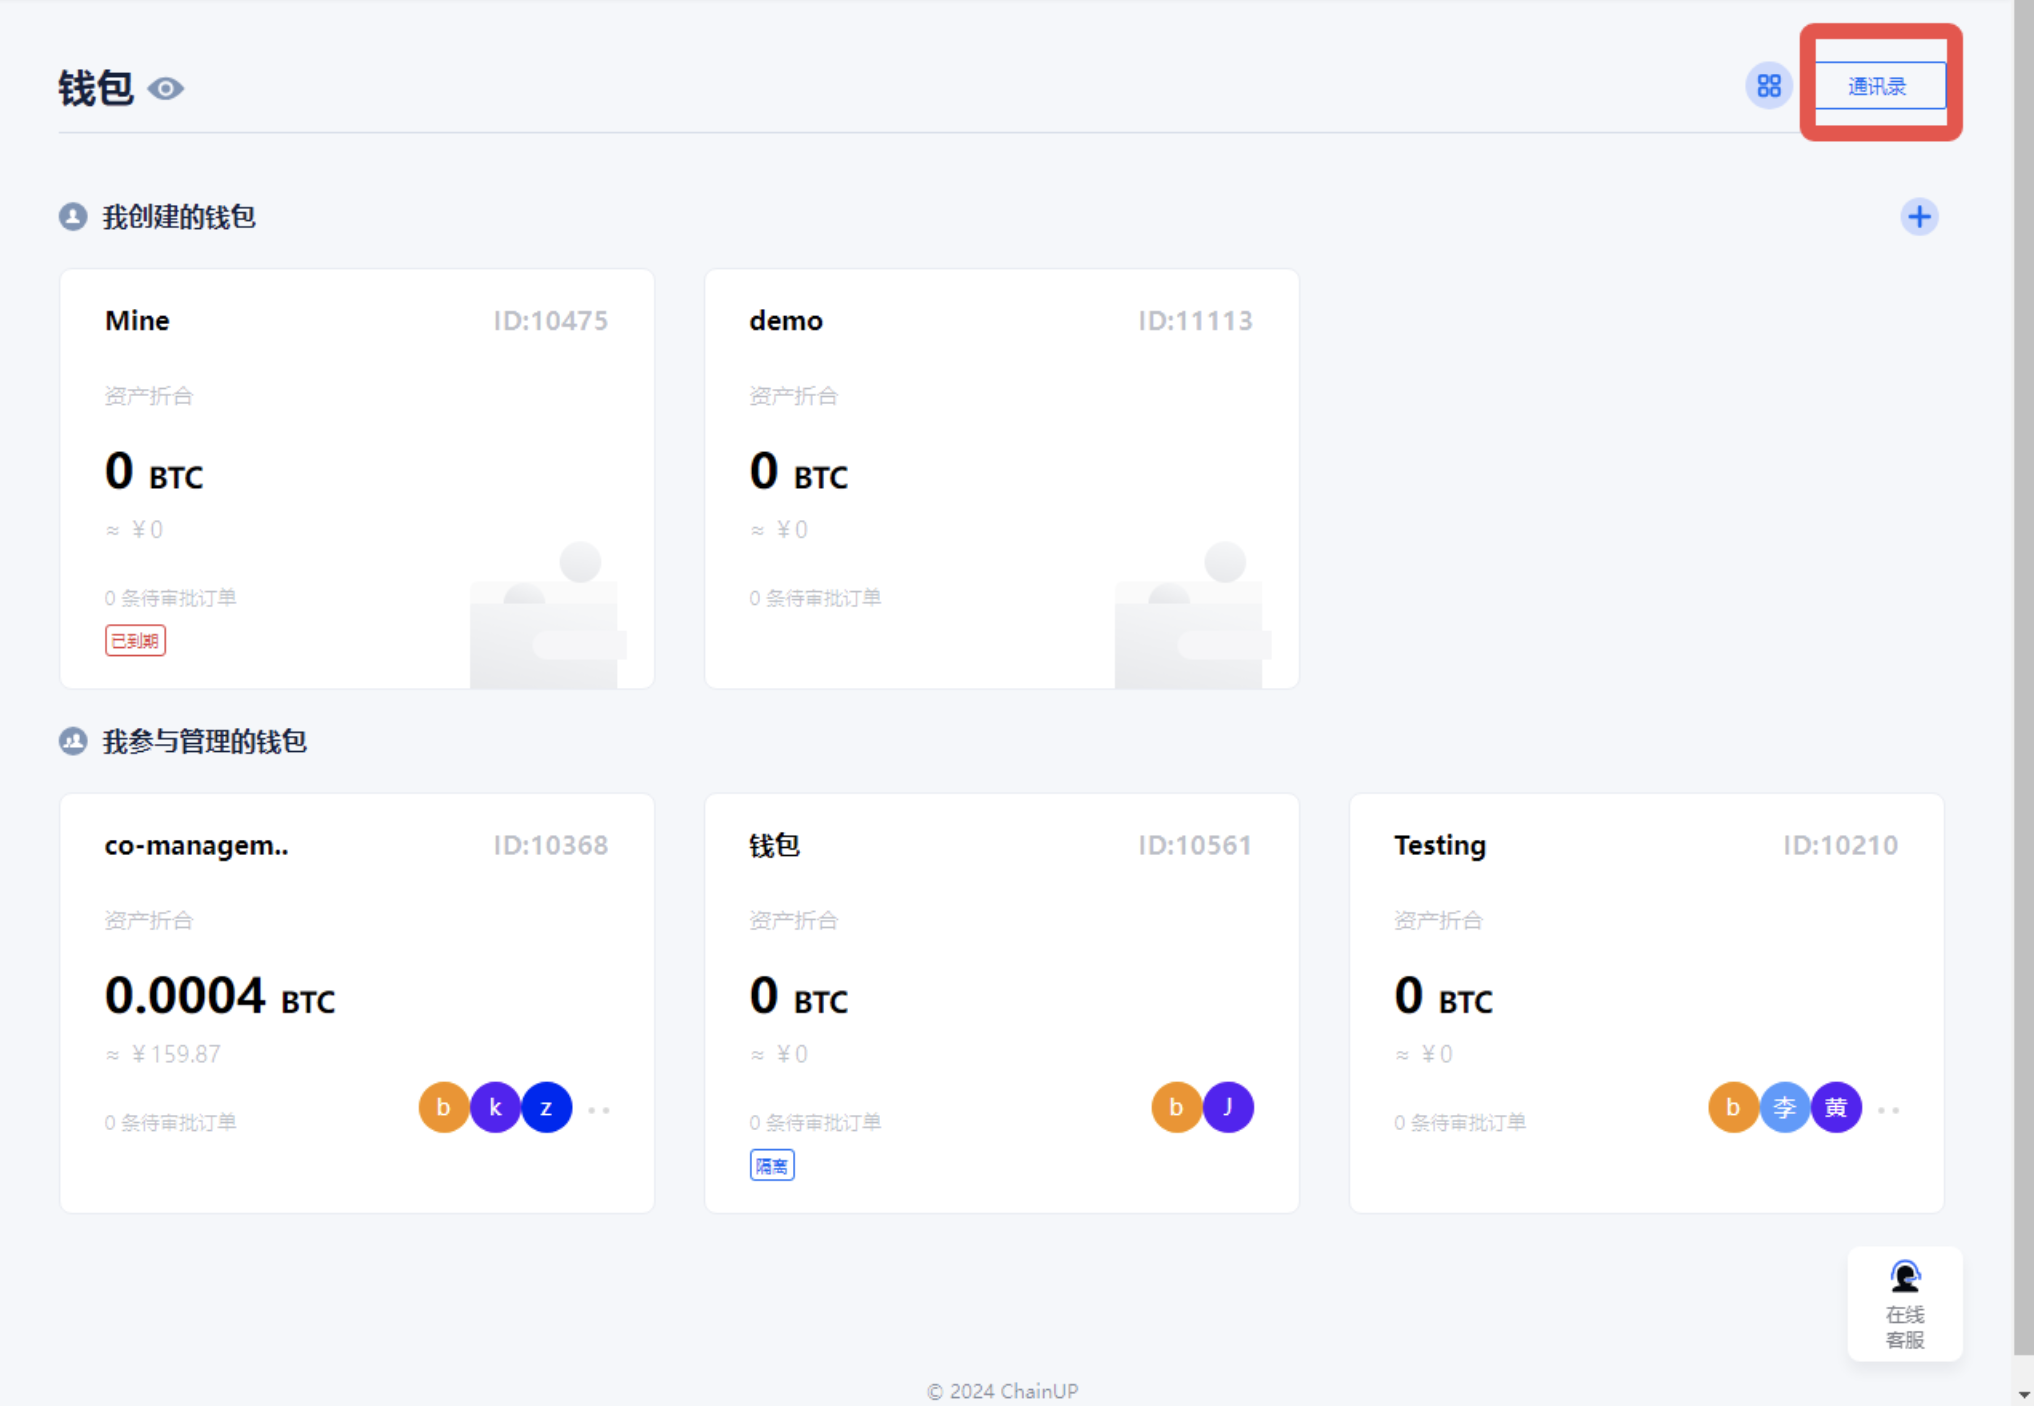 钱包
通讯录
我创建的钱包
Mine ID:10475
资产折合
0 BTC
≈ ¥0
0 条待审批订单
已到期
demo ID:11113
资产折合
0 BTC
≈ ¥0
0 条待审批订单
我参与管理的钱包
co-managem.. ID:10368
资产折合
0.0004 BTC
≈ ¥159.87
0 条待审批订单
b k z ..
钱包 ID:10561
资产折合
0 BTC
≈ ¥0
0 条待审批订单
b J
隔离
Testing ID:10210
资产折合
0 BTC
≈ ¥0
0 条待审批订单
b 李 黄 ..
在线
客服
© 2024 ChainUP